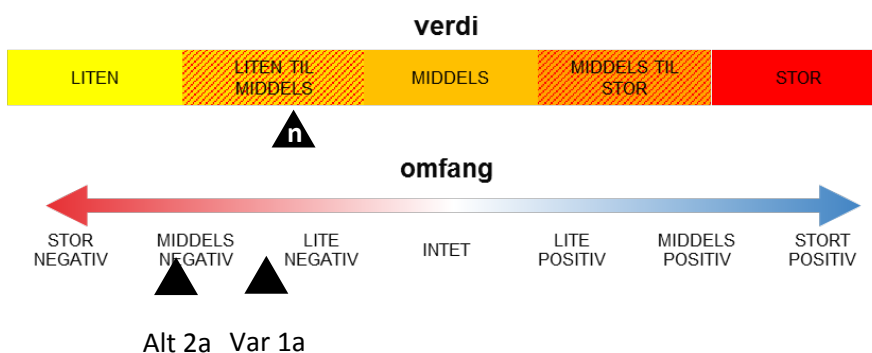 verdi
LITEN
LITEN TIL
MIDDELS
MIDDELS
MIDDELS TIL
STOR
STOR
n
omfang
STOR
NEGATIV
MIDDELS
NEGATIV
LITE
NEGATIV
INTET
LITE
POSITIV
MIDDELS
POSITIV
STORT
POSITIV
Alt 2a Var 1a